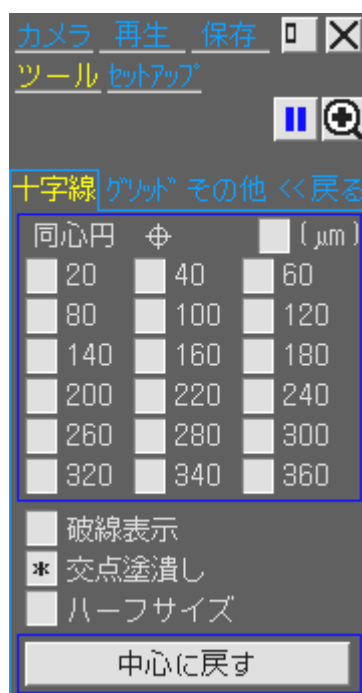 カメラ 再生 保存
ツール ｾｯﾄｱｯﾌﾟ
十字線 ｸﾞﾘｯﾄﾞ その他 <<戻る
同心円 (μm)
20 40 60
80 100 120
140 160 180
200 220 240
260 280 300
320 340 360
破線表示
* 交点塗潰し
ハーフサイズ
中心に戻す